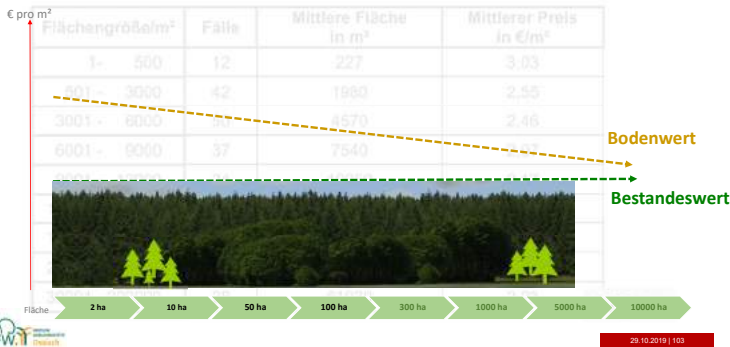 € pro m²
Flächengröße/m² Fälle Mittlere Fläche in m² Mittlerer Preis in €/m²
1- 500 12 227 3,03
501 - 3000 42 1980 2,55
3001 - 6000 4570 2,46
6001 - 9000 37 7540
Bodenwert
Bestandeswert
Fläche
2 ha 10 ha 50 ha 100 ha 300 ha 1000 ha 5000 ha 10000 ha
29.10.2019 | 103